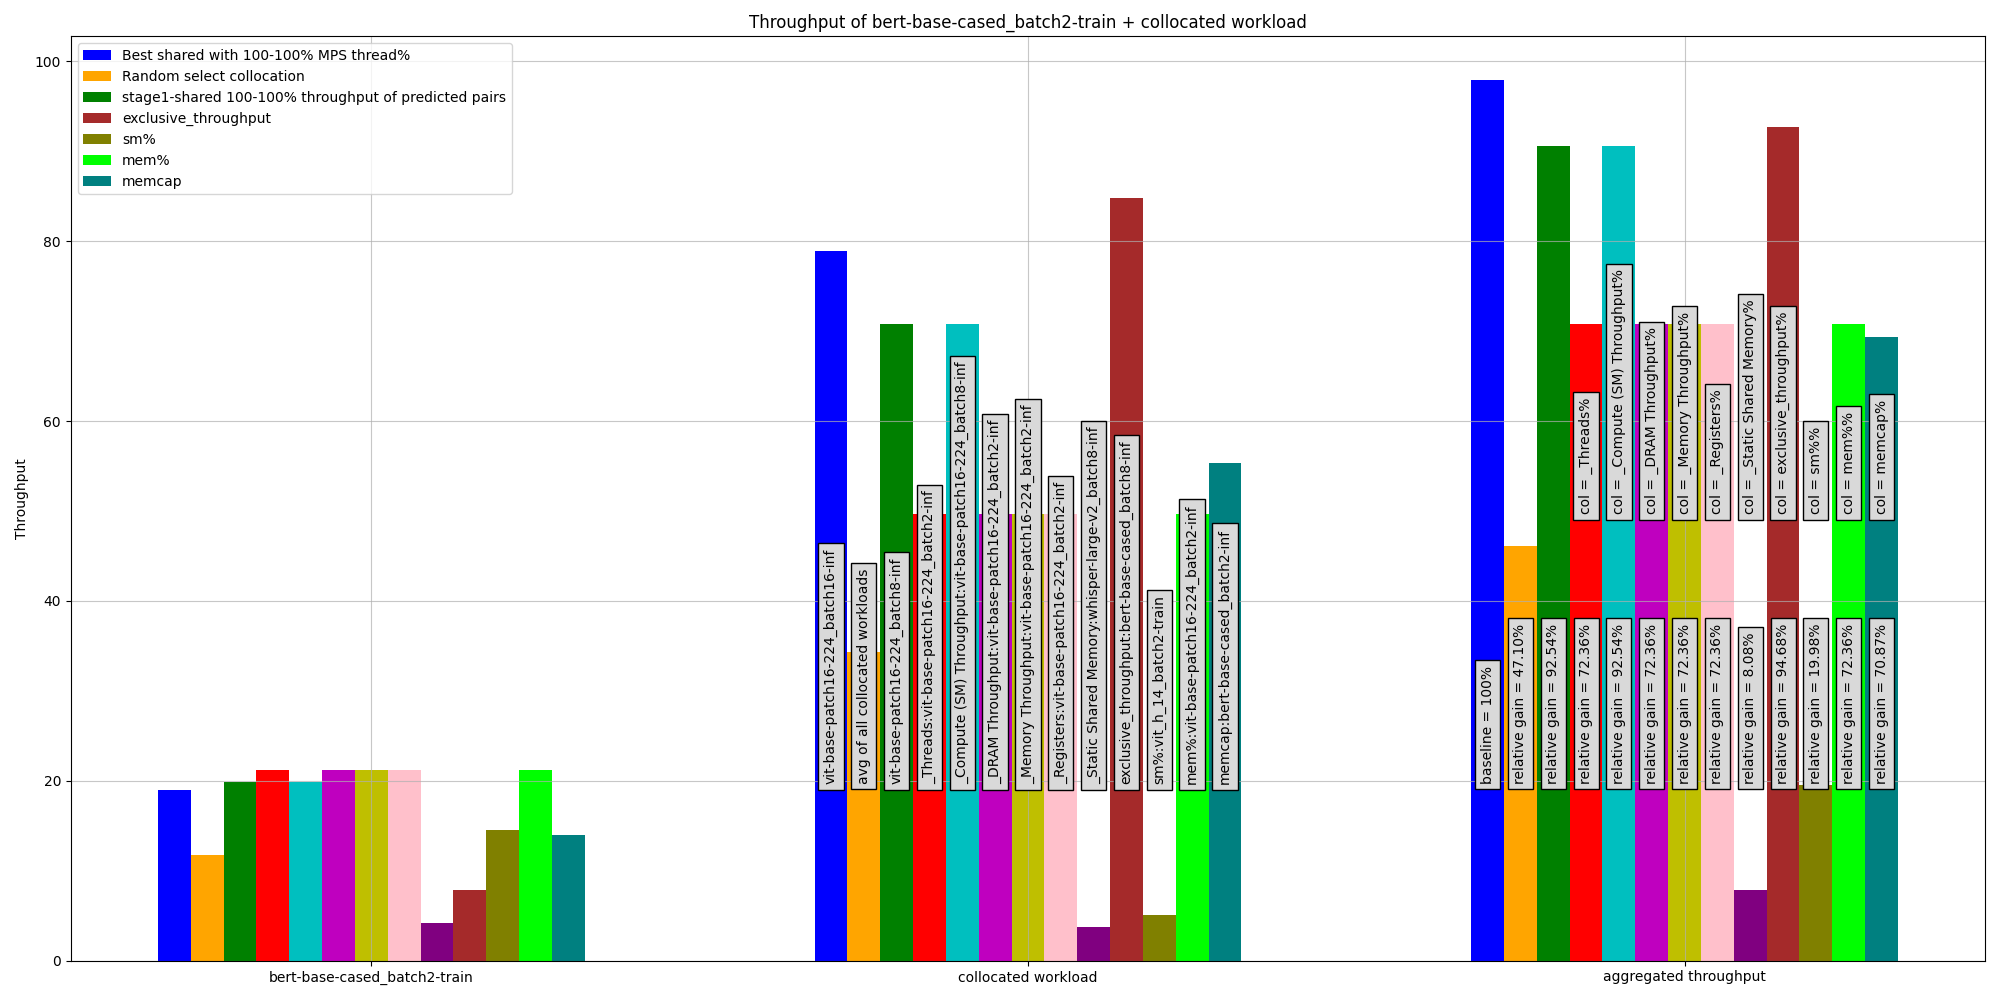 Throughput of bert-base-cased_batch2-train + collocated workload
Best shared with 100-100% MPS thread%
Random select collocation
stage1-shared 100-100% throughput of predicted pairs
exclusive_throughput
sm%
mem%
memcap
Throughput
100
80
60
40
20
0
vit-base-patch16-224_batch16-inf
avg of all collocated workloads
vit-base-patch16-224_batch8-inf
_Threads:vit-base-patch16-224_batch2-inf
_Compute (SM) Throughput:vit-base-patch16-224_batch8-inf
_DRAM Throughput:vit-base-patch16-224_batch2-inf
_Memory Throughput:vit-base-patch16-224_batch2-inf
_Registers:vit-base-patch16-224_batch2-inf
_Static Shared Memory:whisper-large-v2_batch8-inf
exclusive_throughput:bert-base-cased_batch8-inf
sm%:vit_h_14_batch2-train
mem%:vit-base-patch16-224_batch2-inf
memcap:bert-base-cased_batch2-inf
col = _Threads%
col = _Compute (SM) Throughput%
col = _DRAM Throughput%
col = _Memory Throughput%
col = _Registers%
col = _Static Shared Memory%
col = exclusive_throughput%
col = sm%%
col = mem%%
col = memcap%
baseline = 100%
relative gain = 47.10%
relative gain = 92.54%
relative gain = 72.36%
relative gain = 92.54%
relative gain = 72.36%
relative gain = 72.36%
relative gain = 72.36%
relative gain = 8.08%
relative gain = 94.68%
relative gain = 19.98%
relative gain = 72.36%
relative gain = 70.87%
bert-base-cased_batch2-train
collocated workload
aggregated throughput